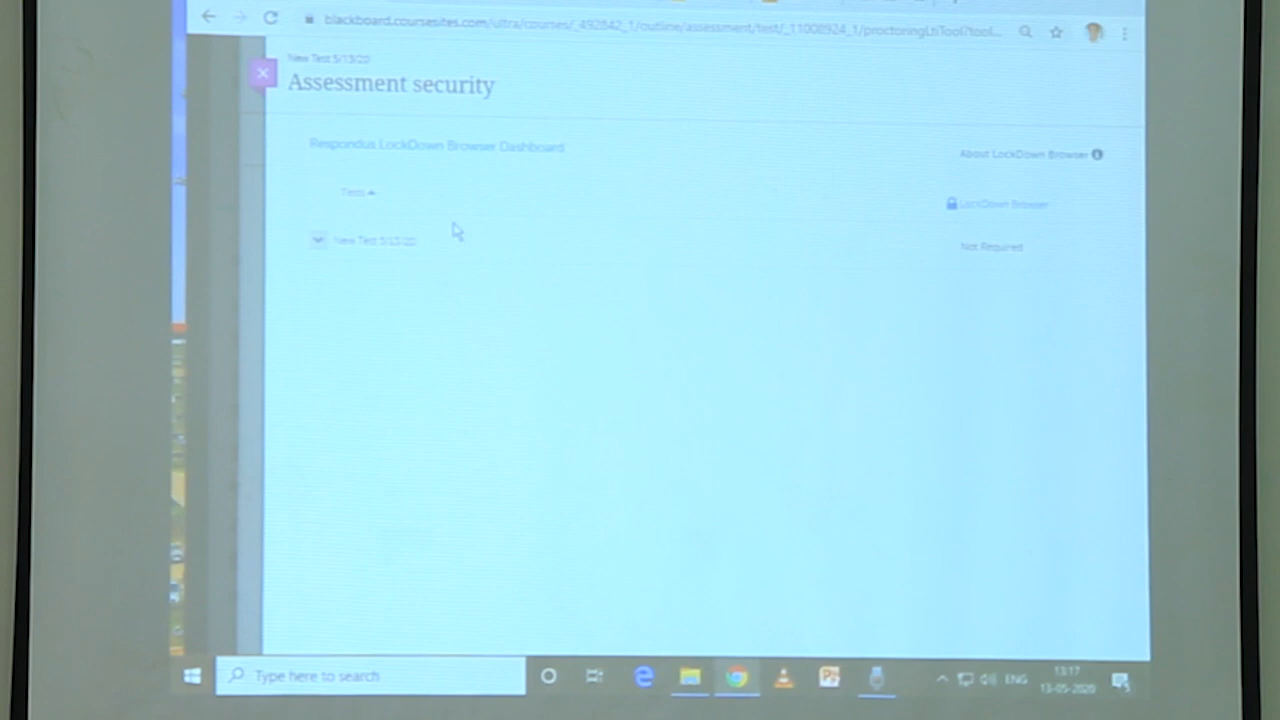 blackboard.coursesites.com/ultra/courses/_492842_1/outline/assessment/test/_11008924_1/proctoringLtiTool?tool...
New Test 5/13/20
Assessment security
Respondus LockDown Browser Dashboard
About LockDown Browser
Tests
LockDown Browser
New Test 5/13/20
Not Required
Type here to search
ENG
13:17
13-05-2020